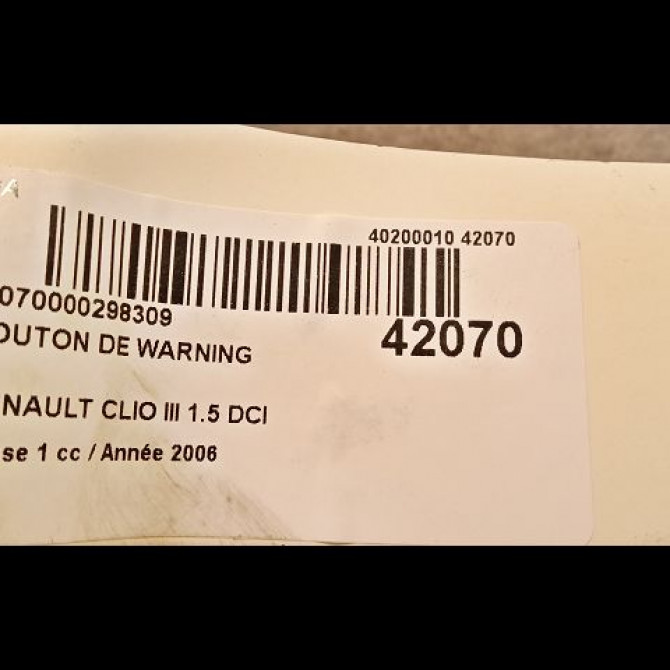 40200010 42070
070000298309
42070
OUTON DE WARNING
NAULT CLIO III 1.5 DCI
se 1 cc / Année 2006